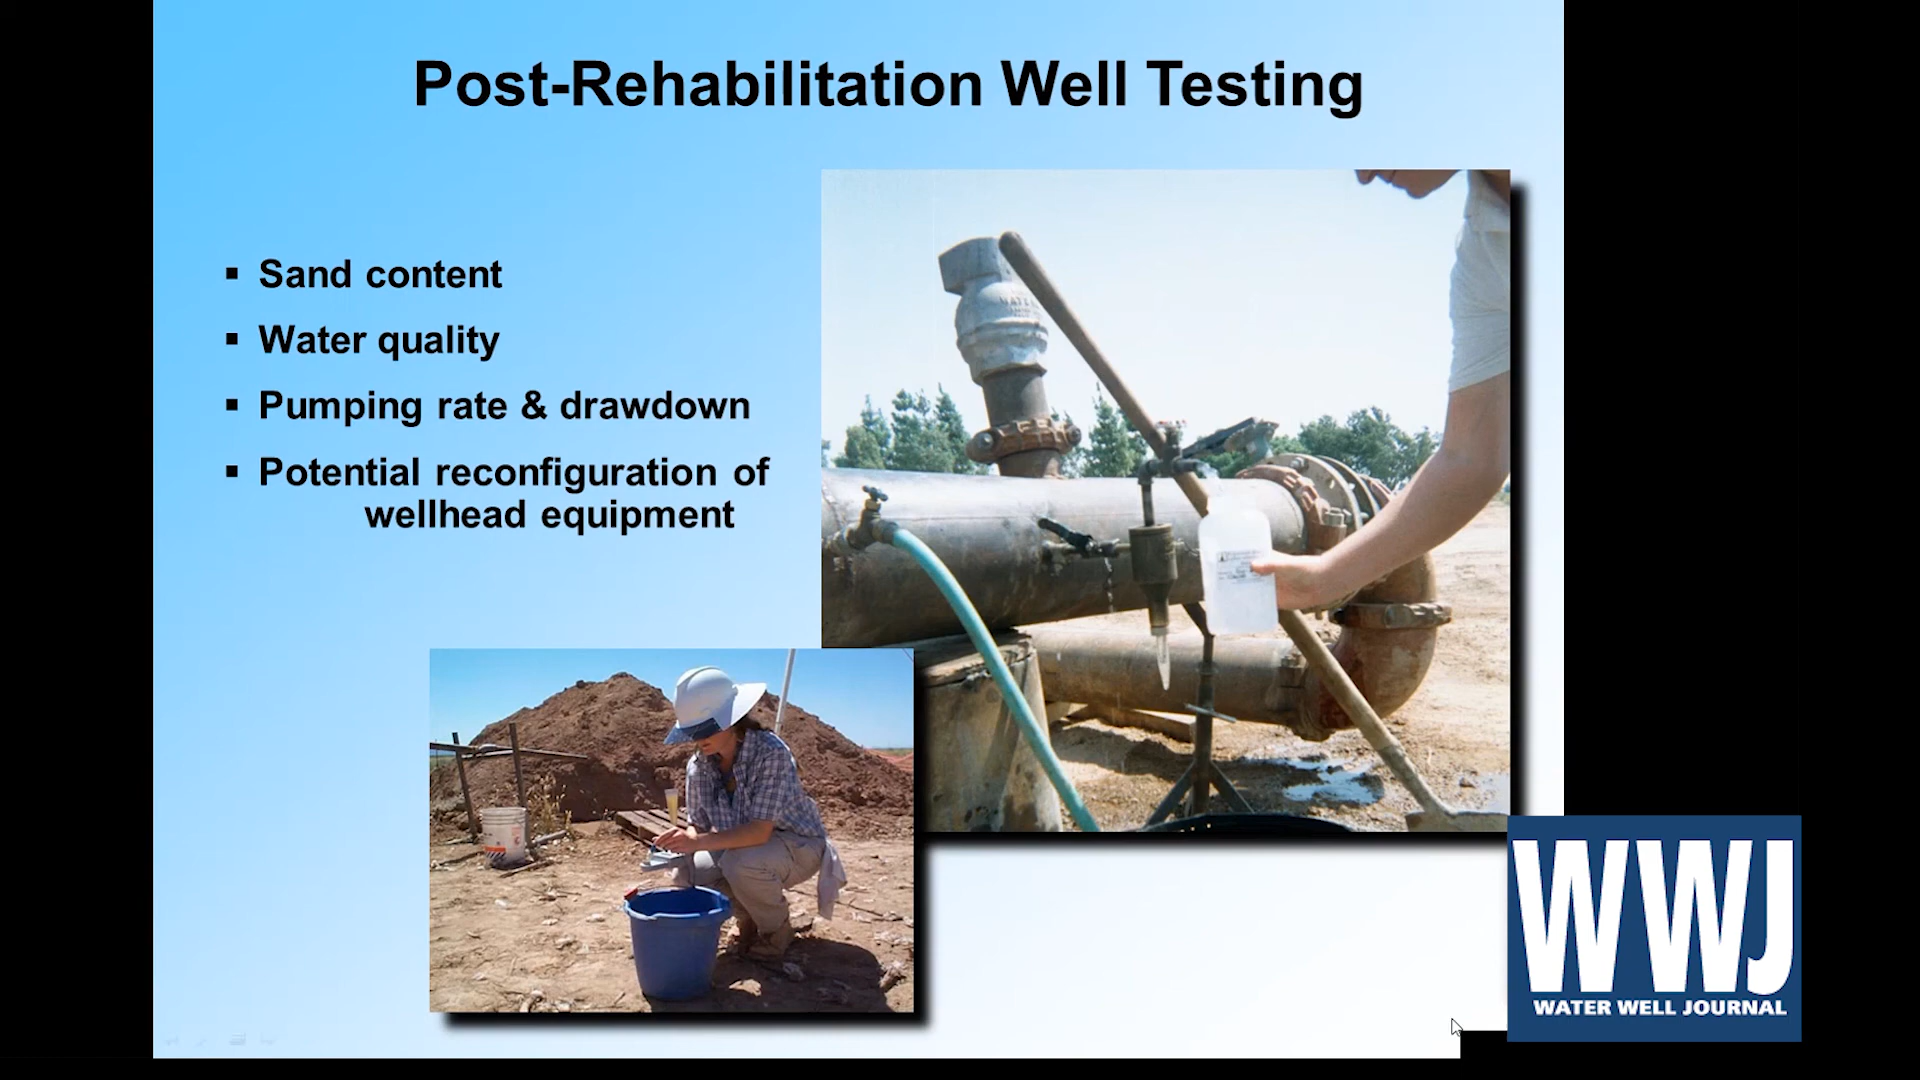 Post-Rehabilitation Well Testing
Sand content
Water quality
Pumping rate & drawdown
Potential reconfiguration of
wellhead equipment
WWJ
WATER WELL JOURNAL